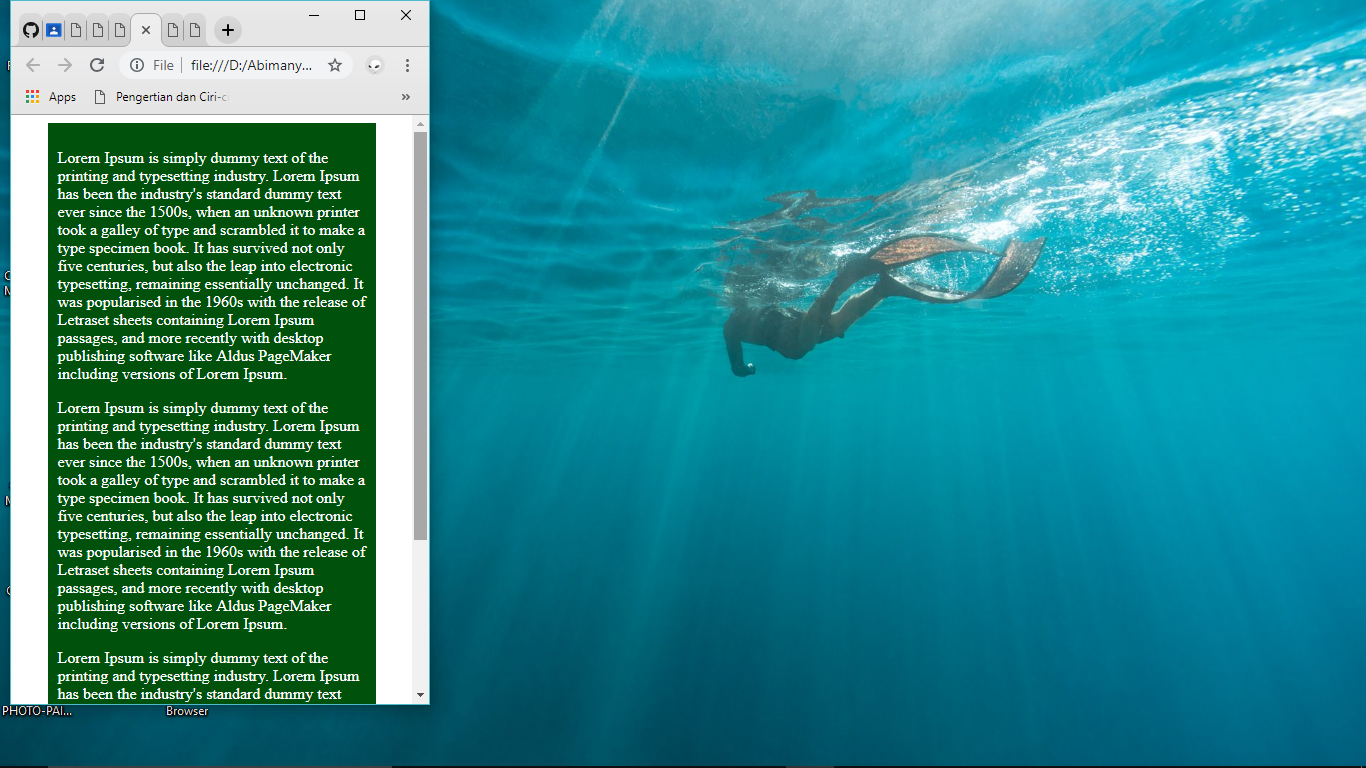 File
file:///D:/Abimany...
Apps
Pengertian dan Ciri-c
»
Lorem Ipsum is simply dummy text of the
printing and typesetting industry. Lorem Ipsum
has been the industry's standard dummy text
ever since the 1500s, when an unknown printer
took a galley of type and scrambled it to make a
type specimen book. It has survived not only
five centuries, but also the leap into electronic
typesetting, remaining essentially unchanged. It
was popularised in the 1960s with the release of
Letraset sheets containing Lorem Ipsum
passages, and more recently with desktop
publishing software like Aldus PageMaker
including versions of Lorem Ipsum.
Lorem Ipsum is simply dummy text of the
printing and typesetting industry. Lorem Ipsum
has been the industry's standard dummy text
ever since the 1500s, when an unknown printer
took a galley of type and scrambled it to make a
type specimen book. It has survived not only
five centuries, but also the leap into electronic
typesetting, remaining essentially unchanged. It
was popularised in the 1960s with the release of
Letraset sheets containing Lorem Ipsum
passages, and more recently with desktop
publishing software like Aldus PageMaker
including versions of Lorem Ipsum.
Lorem Ipsum is simply dummy text of the
printing and typesetting industry. Lorem Ipsum
has been the industry's standard dummy text
PHOTO-PAI...
Browser